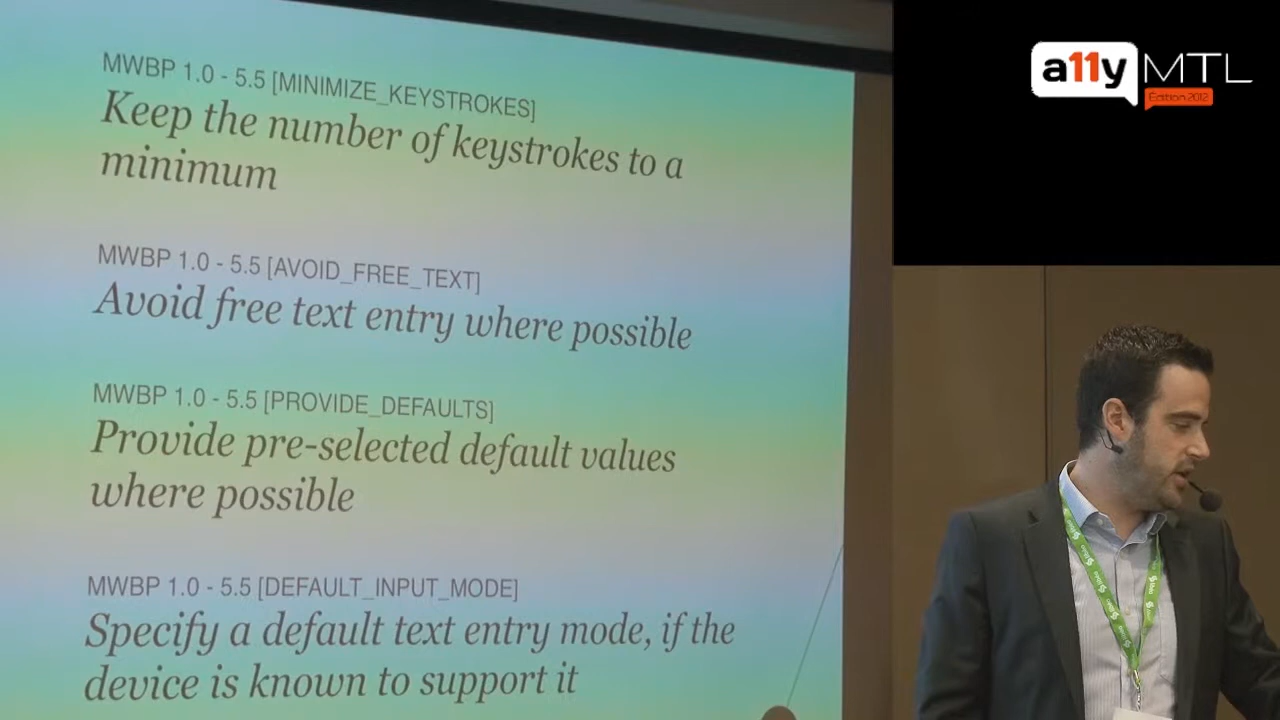 MWBP 1.0 - 5.5 [MINIMIZE_KEYSTROKES]
Keep the number of keystrokes to a
minimum
MWBP 1.0 - 5.5 [AVOID_FREE_TEXT]
Avoid free text entry where possible
MWBP 1.0 - 5.5 [PROVIDE_DEFAULTS]
Provide pre-selected default values
where possible
MWBP 1.0 - 5.5 [DEFAULT_INPUT_MODE]
Specify a default text entry mode, if the
device is known to support it
a11y MTL
Édition 2012